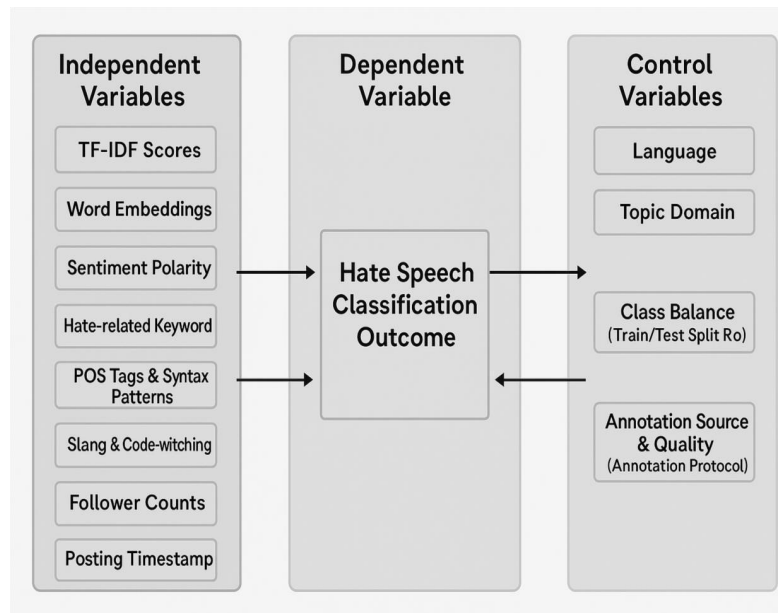 Independent
Variables
TF-IDF Scores
Word Embeddings
Sentiment Polarity
Hate-related Keyword
POS Tags & Syntax
Patterns
Slang & Code-witching
Follower Counts
Posting Timestamp
Dependent
Variable
Hate Speech
Classification
Outcome
Control
Variables
Language
Topic Domain
Class Balance
(Train/Test Split Ro)
Annotation Source
& Quality
(Annotation Protocol)